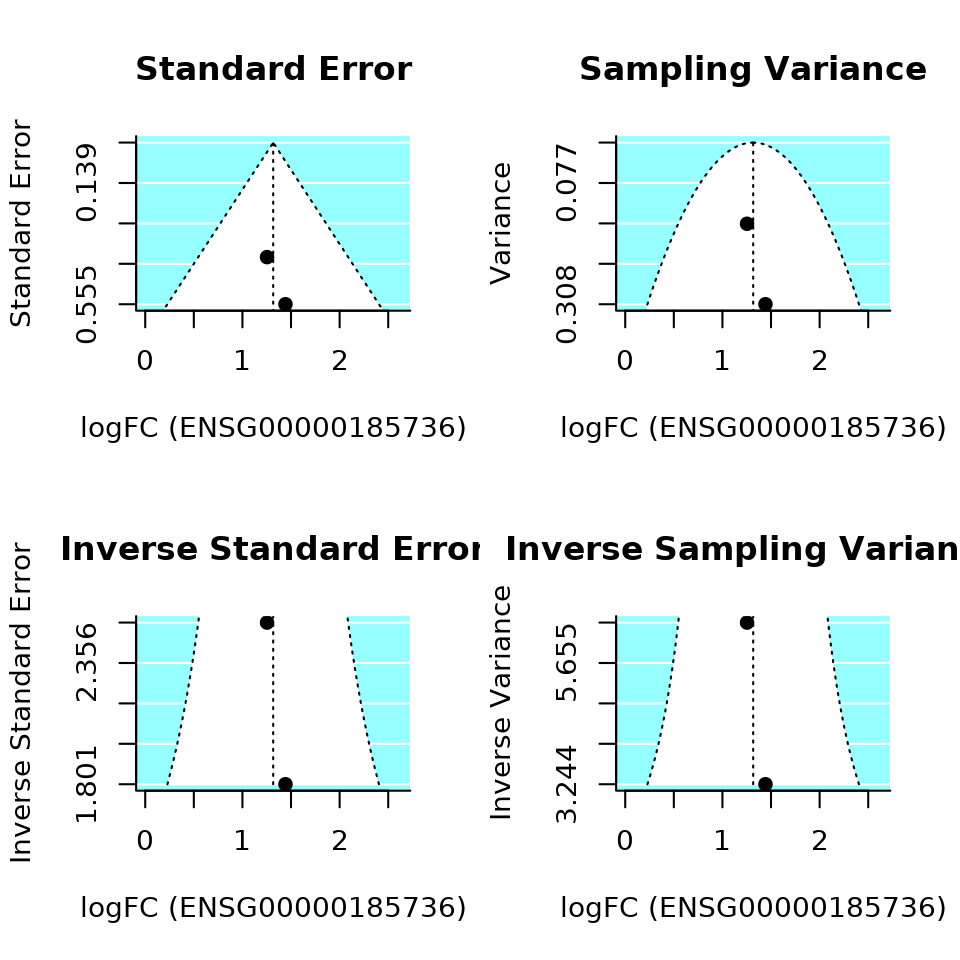 Standard Error
Standard Error
0.139
0.555
0 1 2
logFC (ENSG00000185736)
Sampling Variance
Variance
0.077
0.308
0 1 2
logFC (ENSG00000185736)
Inverse Standard Error
Inverse Standard Error
2.356
1.801
0 1 2
logFC (ENSG00000185736)
Inverse Sampling Varian
Inverse Variance
5.655
3.244
0 1 2
logFC (ENSG00000185736)